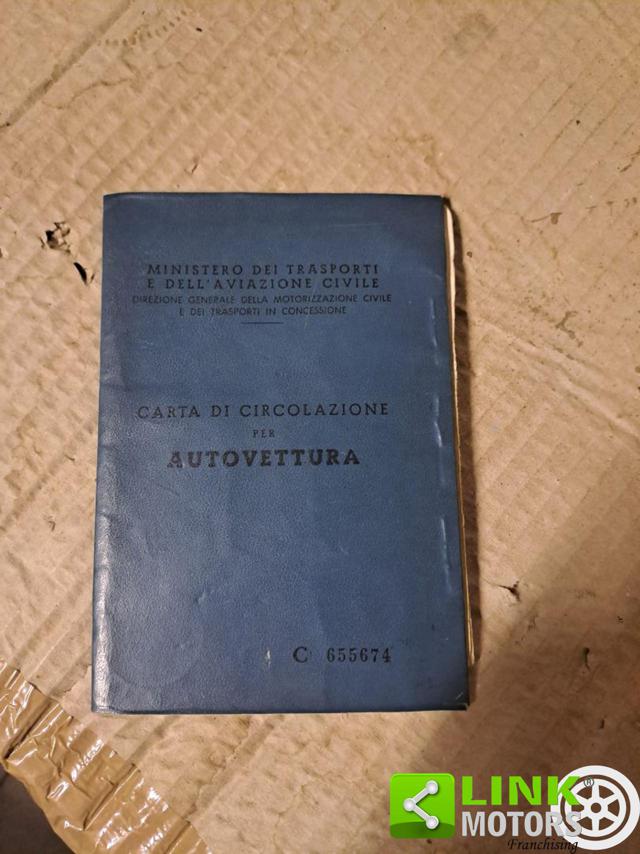 MINISTERO DEI TRASPORTI
E DELL'AVIAZIONE CIVILE
DIREZIONE GENERALE DELLA MOTORIZZAZIONE CIVILE
E DEI TRASPORTI IN CONCESSIONE
CARTA DI CIRCOLAZIONE
PER
AUTOVETTURA
C 655674
LINK
MOTORS
Franchising
®